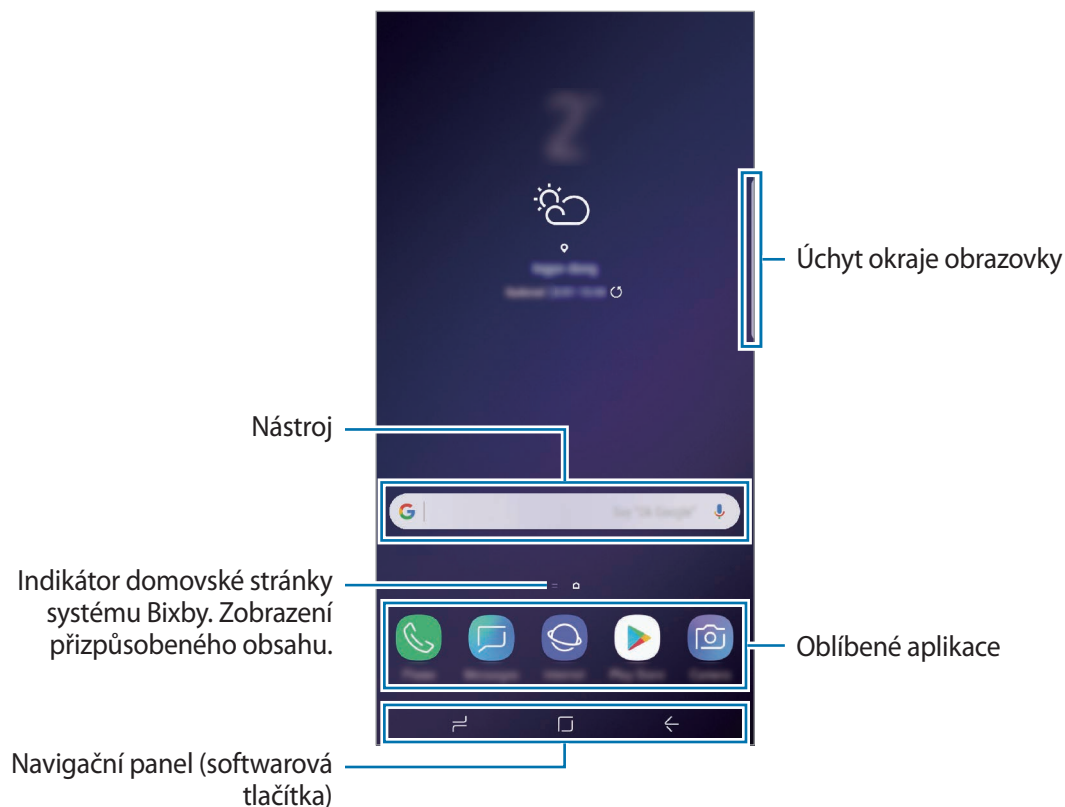 Úchyt okraje obrazovky
Nástroj
Indikátor domovské stránky
systému Bixby. Zobrazení
přizpůsobeného obsahu.
Oblíbené aplikace
Navigační panel (softwarová
tlačítka)